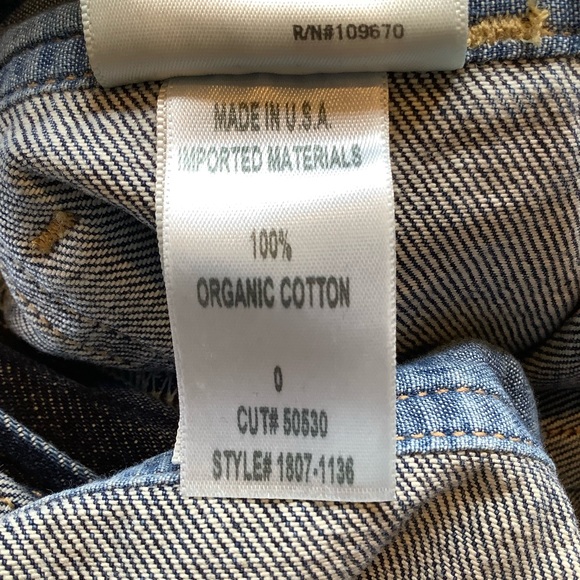 R/N#109670
MADE IN U.S.A.
IMPORTED MATERIALS
100%
ORGANIC COTTON
0
CUT# 50530
STYLE# 1807-1136